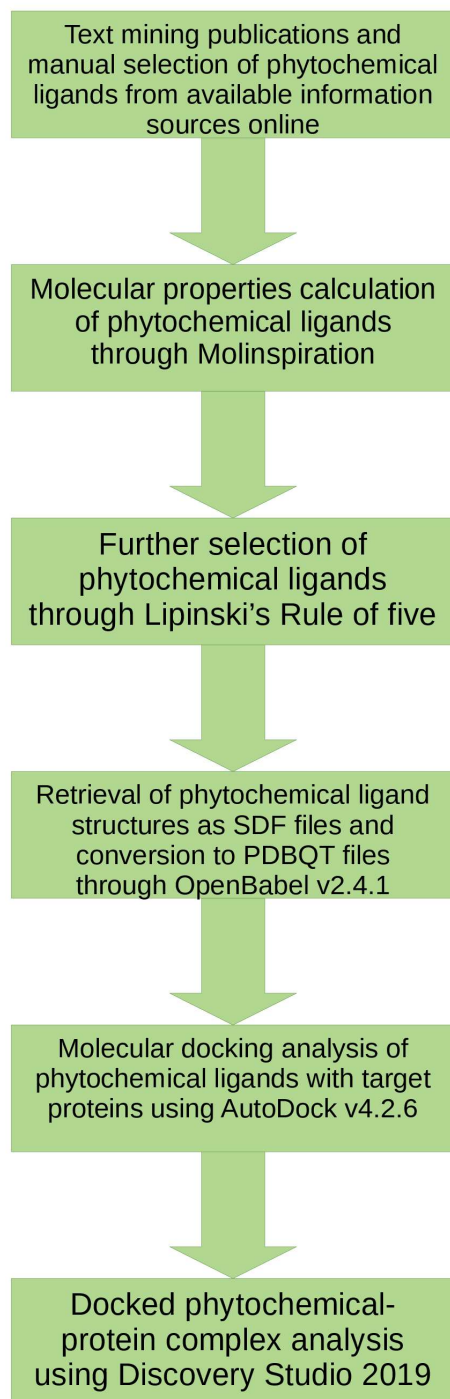 Text mining publications and
manual selection of phytochemical
ligands from available information
sources online
Molecular properties calculation
of phytochemical ligands
through Molinspiration
Further selection of
phytochemical ligands
through Lipinski's Rule of five
Retrieval of phytochemical ligand
structures as SDF files and
conversion to PDBQT files
through OpenBabel v2.4.1
Molecular docking analysis of
phytochemical ligands with target
proteins using AutoDock v4.2.6
Docked phytochemical-
protein complex analysis
using Discovery Studio 2019